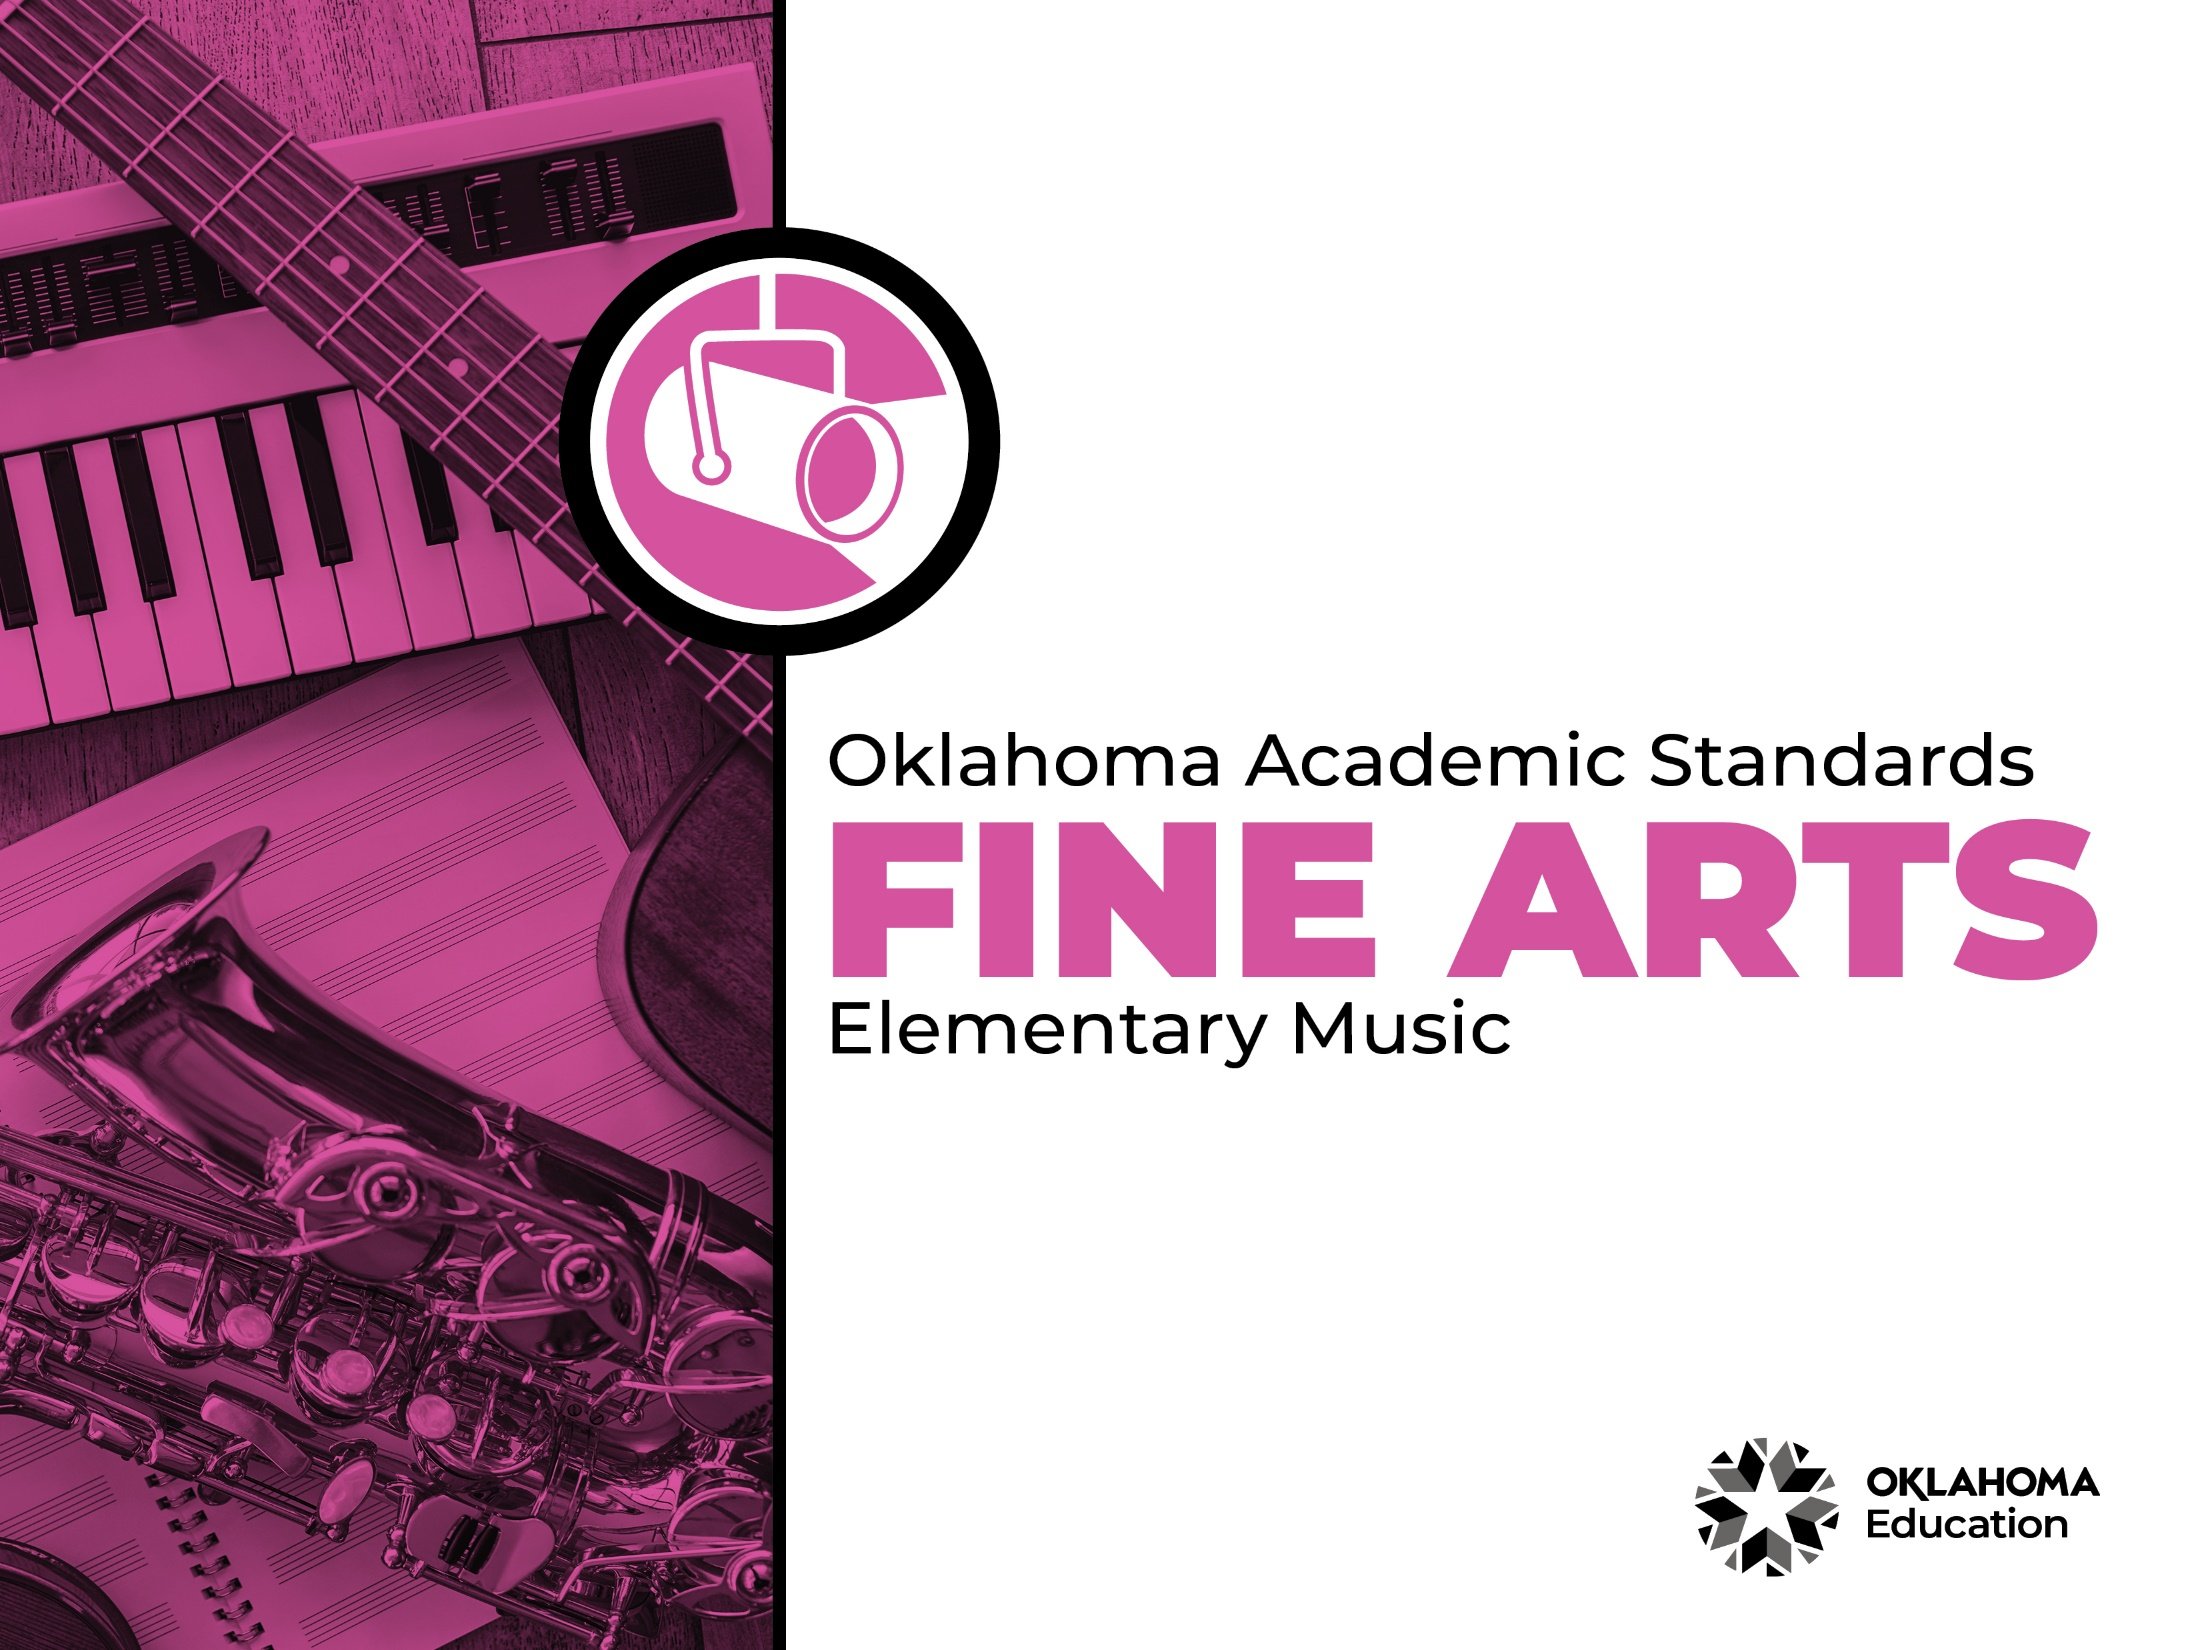 Oklahoma Academic Standards
FINE ARTS
Elementary Music
OKLAHOMA
Education